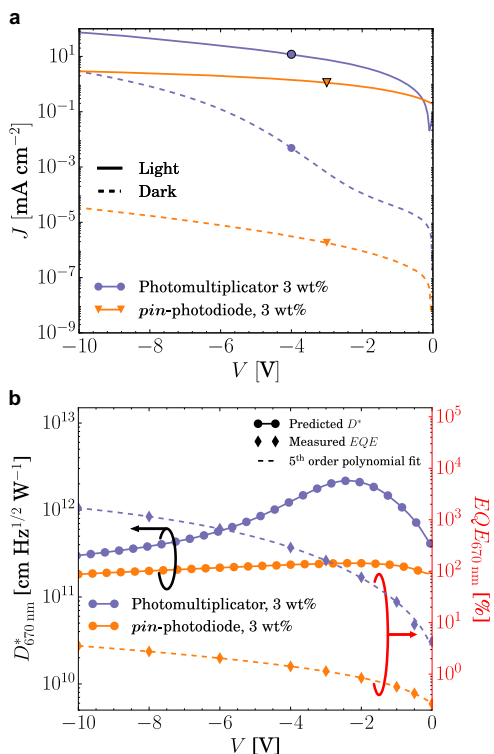 a
10^1
10^-1
10^-3
10^-5
10^-7
10^-9
J [mA cm^-2]
Light
Dark
Photomultiplicator 3 wt%
pin-photodiode, 3 wt%
−10 −8 −6 −4 −2 0
V [V]
b
10^13
10^12
10^11
10^10
D*_670 nm [cm Hz^1/2 W^-1]
Predicted D*
Measured EQE
5th order polynomial fit
Photomultiplicator, 3 wt%
pin-photodiode, 3 wt%
10^5
10^4
10^3
10^2
10^1
10^0
EQE_670 nm [%]
−10 −8 −6 −4 −2 0
V [V]